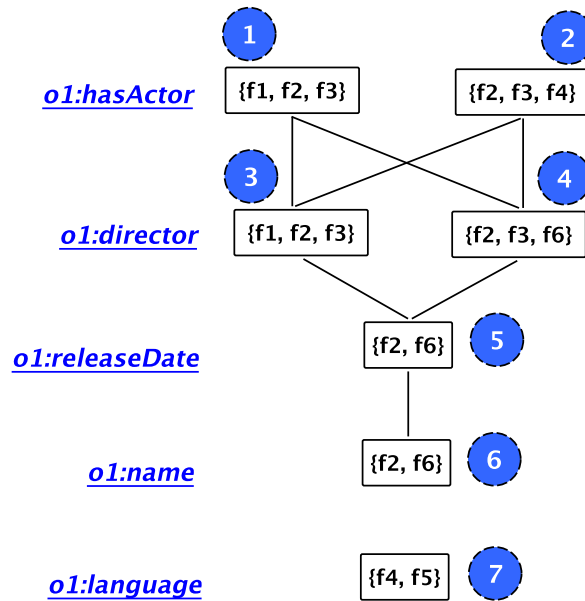 1 2
o1:hasActor {f1, f2, f3} {f2, f3, f4}
3 4
o1:director {f1, f2, f3} {f2, f3, f6}
o1:releaseDate {f2, f6} 5
o1:name {f2, f6} 6
o1:language {f4, f5} 7